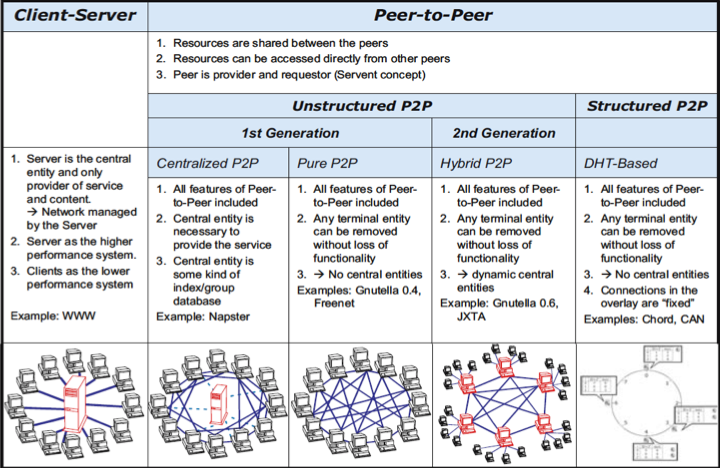 Client-Server
Peer-to-Peer
1. Resources are shared between the peers
2. Resources can be accessed directly from other peers
3. Peer is provider and requestor (Servent concept)
Unstructured P2P
Structured P2P
1st Generation
2nd Generation
1. Server is the central
entity and only
provider of service
and content.
→ Network managed
by the Server
2. Server as the higher
performance system.
3. Clients as the lower
performance system
Example: WWW
Centralized P2P
1. All features of Peer-
to-Peer included
2. Central entity is
necessary to
provide the service
3. Central entity is
some kind of
index/group
database
Example: Napster
Pure P2P
1. All features of Peer-
to-Peer included
2. Any terminal entity
can be removed
without loss of
functionality
3. → No central entities
Examples: Gnutella 0.4,
Freenet
Hybrid P2P
1. All features of Peer-
to-Peer included
2. Any terminal entity
can be removed
without loss of
functionality
3. → dynamic central
entities
Example: Gnutella 0.6,
JXTA
DHT-Based
1. All features of Peer-
to-Peer included
2. Any terminal entity
can be removed
without loss of
functionality
3. → No central entities
4. Connections in the
overlay are “fixed”
Examples: Chord, CAN